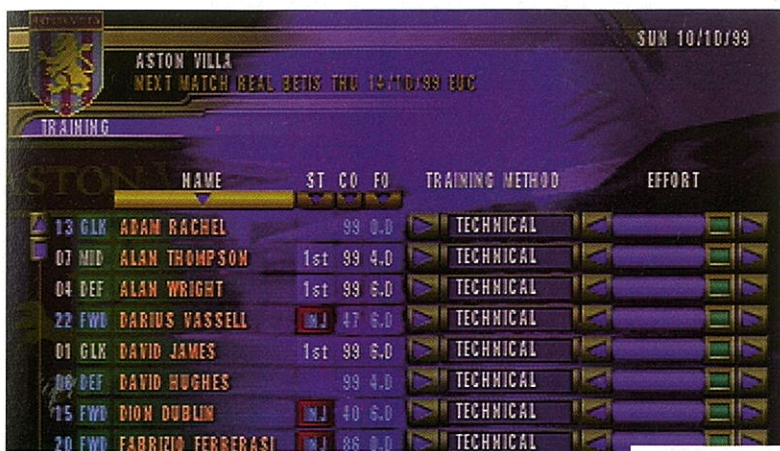 ASTON VILLA
SUN 10/10/99
ASTON VILLA
NEXT MATCH REAL BETIS THU 14/10/99 EUC
TRAINING
NAME ST CO FO TRAINING METHOD EFFORT
13 GLK ADAM RACHEL 99 0.0 TECHNICAL
07 MID ALAN THOMPSON 1st 99 4.0 TECHNICAL
04 DEF ALAN WRIGHT 1st 99 6.0 TECHNICAL
22 FWD DARIUS VASSELL INJ 47 6.0 TECHNICAL
01 GLK DAVID JAMES 1st 99 6.0 TECHNICAL
06 DEF DAVID HUGHES 99 4.0 TECHNICAL
15 FWD DION DUBLIN INJ 40 6.0 TECHNICAL
20 FWD FABRIZIO FERRERASI INJ 86 0.0 TECHNICAL